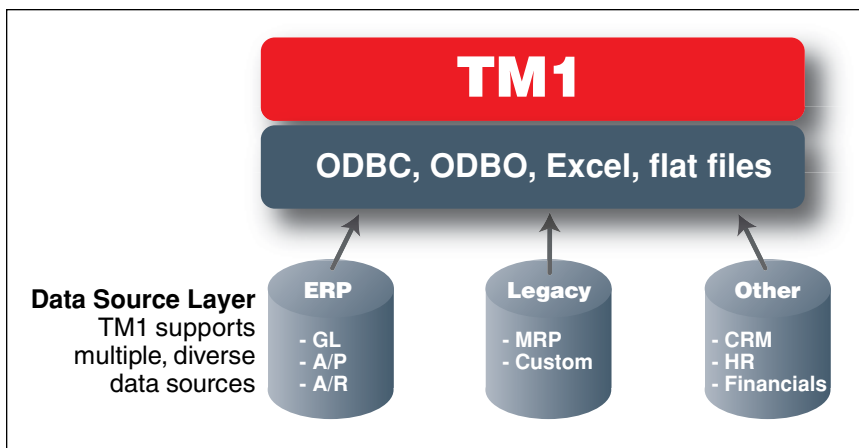 TM1
ODBC, ODBO, Excel, flat files
Data Source Layer
TM1 supports
multiple, diverse
data sources
ERP
- GL
- A/P
- A/R
Legacy
- MRP
- Custom
Other
- CRM
- HR
- Financials